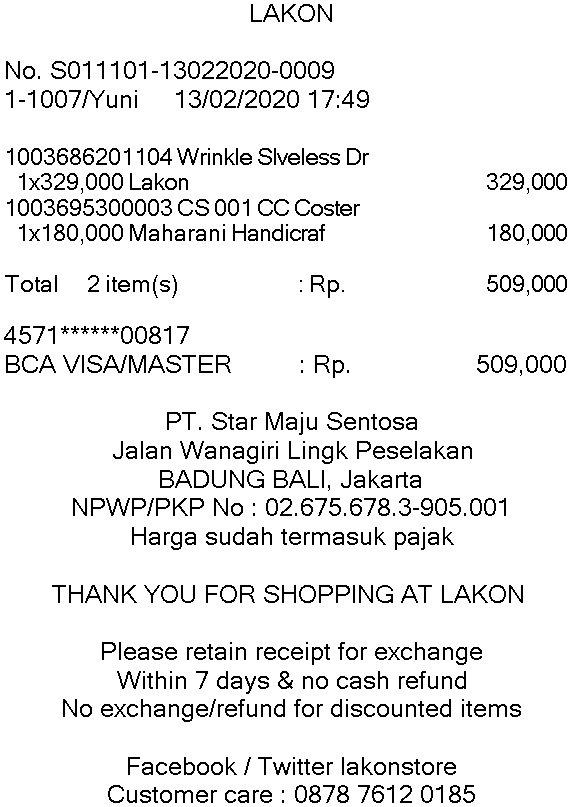 LAKON
No. S011101-13022020-0009
1-1007/Yuni 13/02/2020 17:49
1003686201104 Wrinkle Slveless Dr
1x329,000 Lakon 329,000
1003695300003 CS 001 CC Coster
1x180,000 Maharani Handicraf 180,000
Total 2 item(s) : Rp. 509,000
4571******00817
BCA VISA/MASTER : Rp. 509,000
PT. Star Maju Sentosa
Jalan Wanagiri Lingk Peselakan
BADUNG BALI, Jakarta
NPWP/PKP No : 02.675.678.3-905.001
Harga sudah termasuk pajak
THANK YOU FOR SHOPPING AT LAKON
Please retain receipt for exchange
Within 7 days & no cash refund
No exchange/refund for discounted items
Facebook / Twitter lakonstore
Customer care : 0878 7612 0185